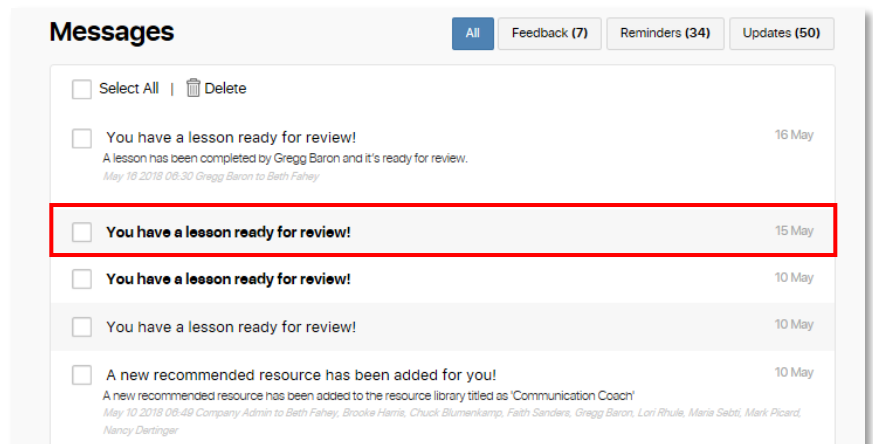 Messages
All
Feedback (7)
Reminders (34)
Updates (50)
Select All | Delete
You have a lesson ready for review!
16 May
A lesson has been completed by Gregg Baron and it's ready for review.
May 16 2018 06:30 Gregg Baron to Beth Fahey
You have a lesson ready for review!
15 May
You have a lesson ready for review!
10 May
You have a lesson ready for review!
10 May
A new recommended resource has been added for you!
10 May
A new recommended resource has been added to the resource library titled as 'Communication Coach'
May 10 2018 06:49 Company Admin to Beth Fahey, Brooke Harris, Chuck Blumenkamp, Faith Sanders, Gregg Baron, Lori Rhule, Maria Sebti, Mark Picard,
Nancy Dertinger